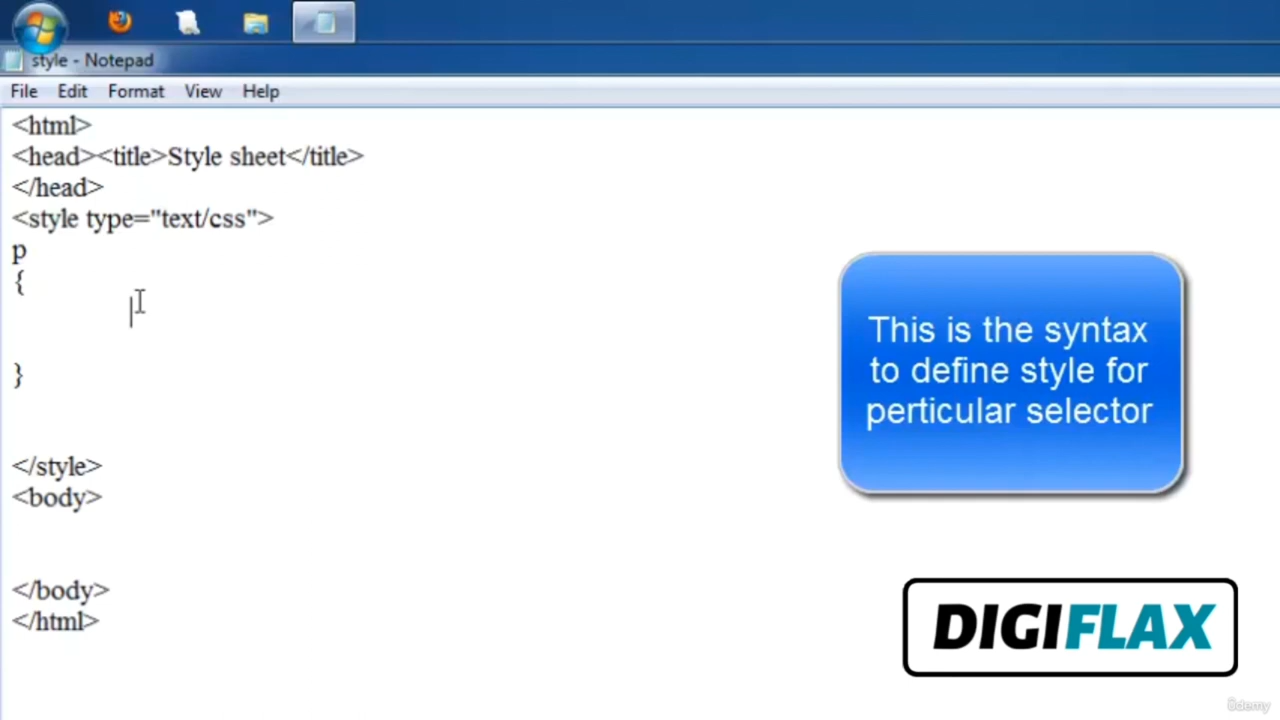 style - Notepad
File Edit Format View Help
<html>
<head><title>Style sheet</title>
</head>
<style type="text/css">
p
{
}
</style>
<body>
</body>
</html>
This is the syntax
to define style for
perticular selector
DIGIFLAX
ûdemy